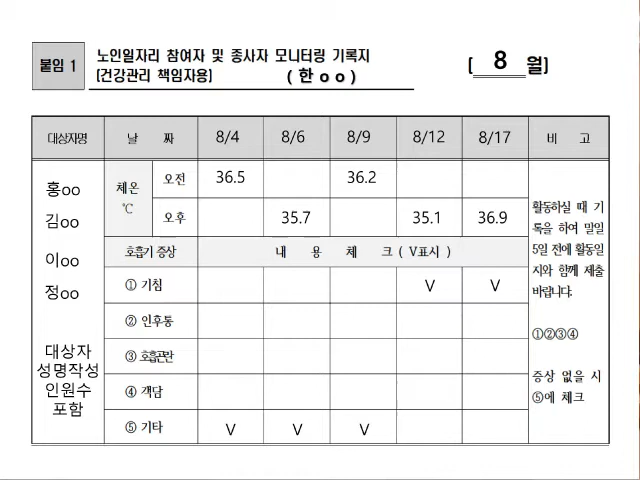 붙임 1
노인일자리 참여자 및 종사자 모니터링 기록지
[건강관리 책임자용] ( 한 o o )
[ 8 월]
대상자명 날 짜 8/4 8/6 8/9 8/12 8/17 비 고
체온 ℃ 오전 36.5 36.2
오후 35.7 35.1 36.9
호흡기 증상 내 용 체 크 ( V표시 )
① 기침 V V
② 인후통
③ 호흡곤란
④ 객담
⑤ 기타 V V V
홍oo
김oo
이oo
정oo
대상자
성명작성
인원수
포함
활동하실 때 기
록을 하여 말일
5일 전에 활동일
지와 함께 제출
바랍니다.
①②③④
증상 없을 시
⑤에 체크